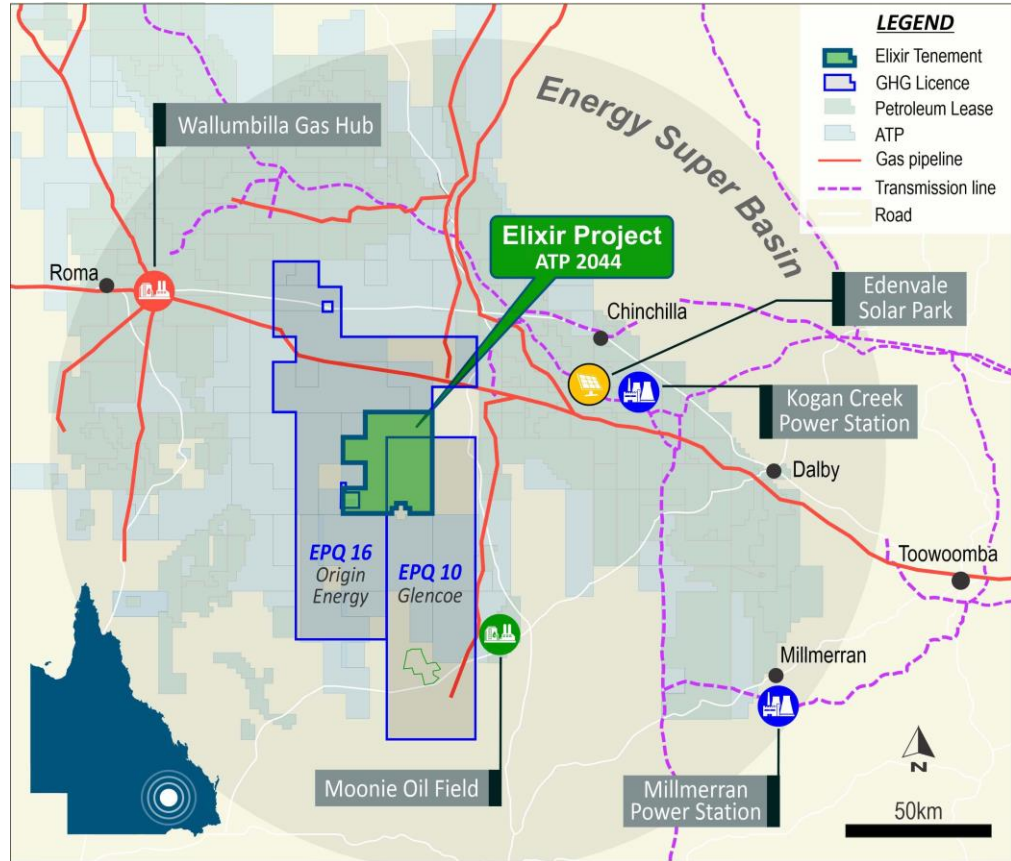 LEGEND
Elixir Tenement
GHG Licence
Petroleum Lease
ATP
Gas pipeline
Transmission line
Road
Energy Super Basin
Wallumbilla Gas Hub
Elixir Project
ATP 2044
Roma
Chinchilla
Edenvale
Solar Park
Kogan Creek
Power Station
Dalby
Toowoomba
EPQ 16
Origin
Energy
EPQ 10
Glencoe
Millmerran
Moonie Oil Field
Millmerran
Power Station
N
50km